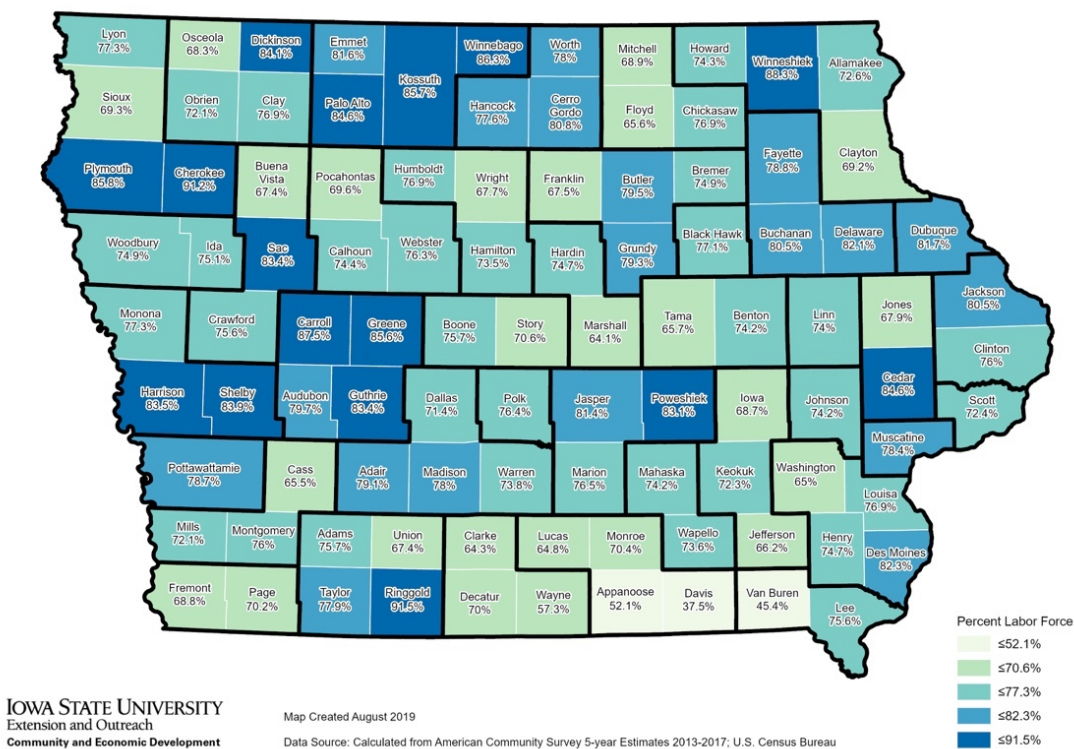 Lyon
77.3%
Osceola
68.3%
Dickinson
84.1%
Emmet
81.6%
Kossuth
85.7%
Winnebago
86.3%
Worth
78%
Mitchell
68.9%
Howard
74.3%
Winneshiek
88.3%
Allamakee
72.6%
Sioux
69.3%
Obrien
72.1%
Clay
76.9%
Palo Alto
84.6%
Hancock
77.6%
Cerro
Gordo
80.8%
Floyd
65.6%
Chickasaw
76.9%
Fayette
78.8%
Clayton
69.2%
Plymouth
85.8%
Cherokee
91.2%
Buena
Vista
67.4%
Pocahontas
69.6%
Humboldt
76.9%
Wright
67.7%
Franklin
67.5%
Butler
79.5%
Bremer
74.9%
Woodbury
74.9%
Ida
75.1%
Sac
83.4%
Calhoun
74.4%
Webster
76.3%
Hamilton
73.5%
Hardin
74.7%
Grundy
79.3%
Black Hawk
77.1%
Buchanan
80.5%
Delaware
82.1%
Dubuque
81.7%
Monona
77.3%
Crawford
75.6%
Carroll
87.5%
Greene
85.6%
Boone
75.7%
Story
70.6%
Marshall
64.1%
Tama
65.7%
Benton
74.2%
Linn
74%
Jones
67.9%
Jackson
80.5%
Clinton
76%
Harrison
83.5%
Shelby
83.9%
Audubon
79.7%
Guthrie
83.4%
Dallas
71.4%
Polk
76.4%
Jasper
81.4%
Poweshiek
83.1%
Iowa
68.7%
Johnson
74.2%
Cedar
84.6%
Scott
72.4%
Muscatine
78.4%
Pottawattamie
78.7%
Cass
65.5%
Adair
79.1%
Madison
78%
Warren
73.8%
Marion
76.5%
Mahaska
74.2%
Keokuk
72.3%
Washington
65%
Louisa
76.9%
Mills
72.1%
Montgomery
76%
Adams
75.7%
Union
67.4%
Clarke
64.3%
Lucas
64.8%
Monroe
70.4%
Wapello
73.6%
Jefferson
66.2%
Henry
74.7%
Des Moines
82.3%
Fremont
68.8%
Page
70.2%
Taylor
77.9%
Ringgold
91.5%
Decatur
70%
Wayne
57.3%
Appanoose
52.1%
Davis
37.5%
Van Buren
45.4%
Lee
75.6%
Percent Labor Force
≤52.1%
≤70.6%
≤77.3%
≤82.3%
≤91.5%
IOWA STATE UNIVERSITY
Extension and Outreach
Community and Economic Development
Map Created August 2019
Data Source: Calculated from American Community Survey 5-year Estimates 2013-2017; U.S. Census Bureau